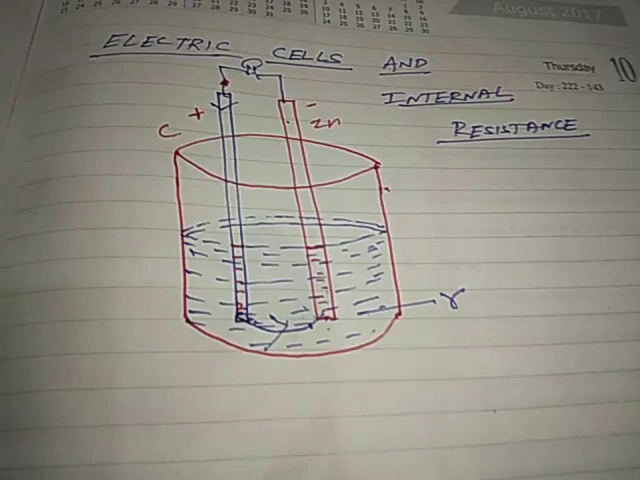 August 2017
Thursday 10
Day : 222 - 143
ELECTRIC CELLS AND
INTERNAL
RESISTANCE
C + - Zn
r